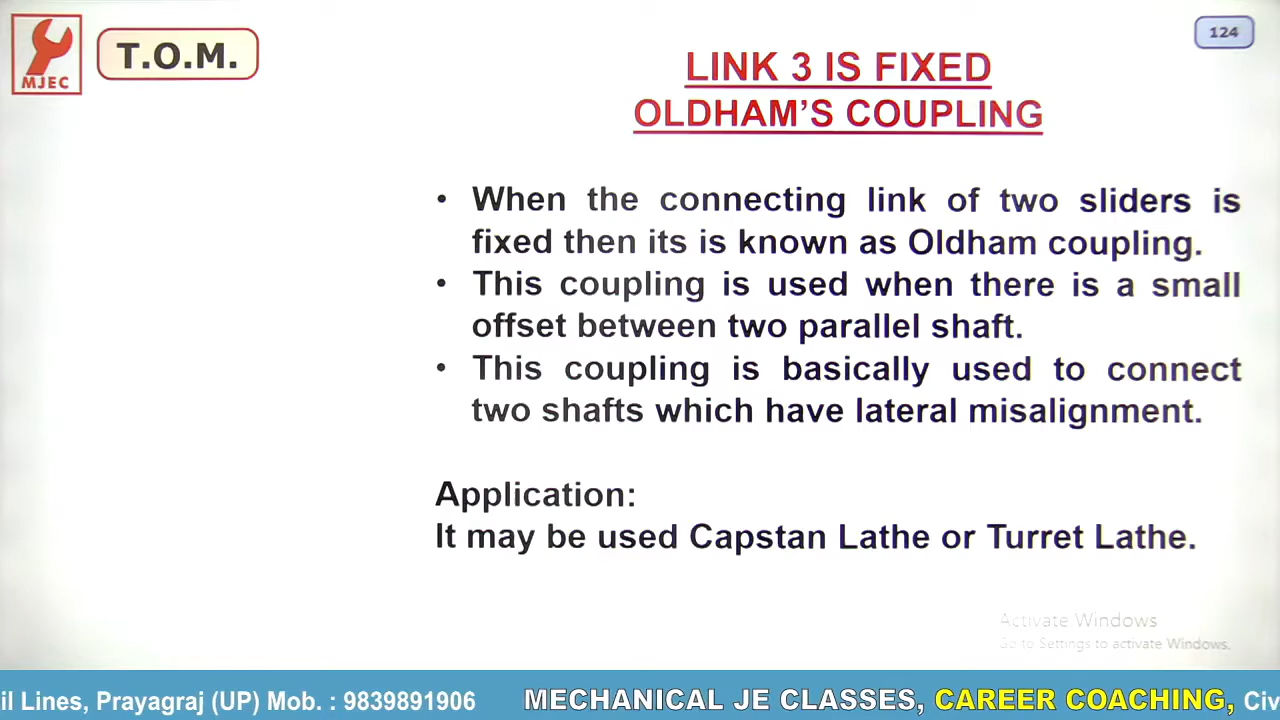 MJEC
T.O.M.
124
LINK 3 IS FIXED
OLDHAM'S COUPLING
• When the connecting link of two sliders is
fixed then its is known as Oldham coupling.
• This coupling is used when there is a small
offset between two parallel shaft.
• This coupling is basically used to connect
two shafts which have lateral misalignment.
Application:
It may be used Capstan Lathe or Turret Lathe.
Activate Windows
Go to Settings to activate Windows.
il Lines, Prayagraj (UP) Mob. : 9839891906 MECHANICAL JE CLASSES, CAREER COACHING, Civ